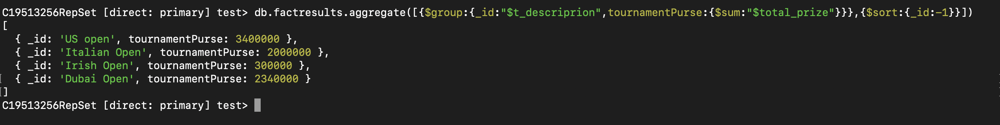 C19513256RepSet [direct: primary] test> db.factresults.aggregate([{$group:{_id:"$t_descriprion",tournamentPurse:{$sum:"$total_prize"}}},{$sort:{_id:-1}}])
[
  { _id: 'US open', tournamentPurse: 3400000 },
  { _id: 'Italian Open', tournamentPurse: 2000000 },
  { _id: 'Irish Open', tournamentPurse: 300000 },
[  { _id: 'Dubai Open', tournamentPurse: 2340000 }
[]
C19513256RepSet [direct: primary] test>